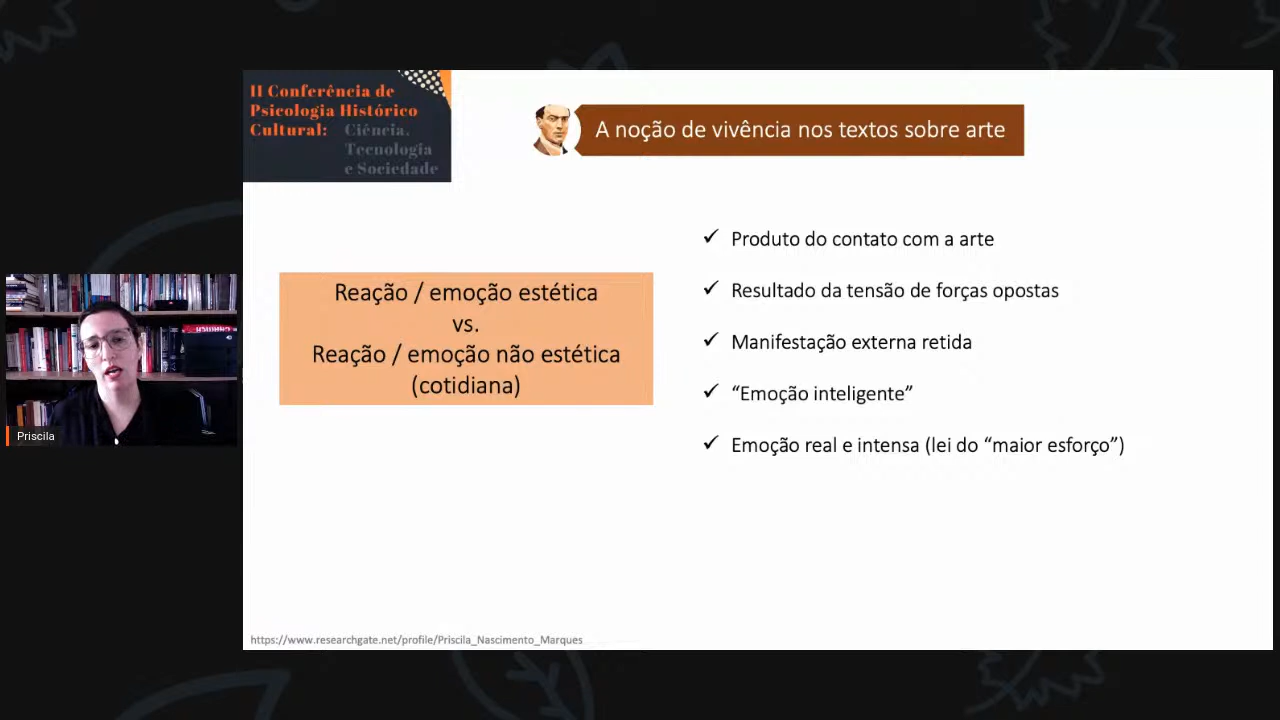 II Conferência de
Psicologia Histórico
Cultural: Ciência,
Tecnologia
e Sociedade
A noção de vivência nos textos sobre arte
Reação / emoção estética
vs.
Reação / emoção não estética
(cotidiana)
✓ Produto do contato com a arte
✓ Resultado da tensão de forças opostas
✓ Manifestação externa retida
✓ “Emoção inteligente”
✓ Emoção real e intensa (lei do “maior esforço”)
Priscila
https://www.researchgate.net/profile/Priscila_Nascimento_Marques